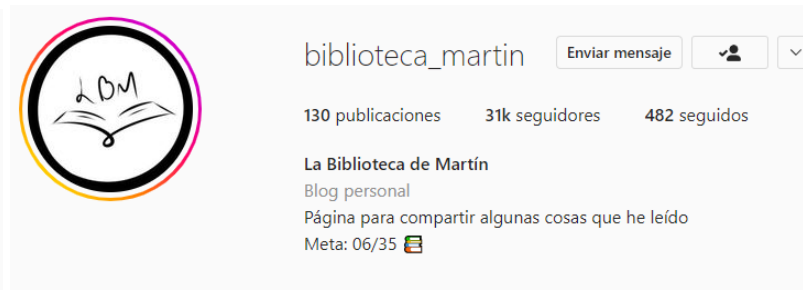 LBM
biblioteca_martin Enviar mensaje
130 publicaciones 31k seguidores 482 seguidos
La Biblioteca de Martín
Blog personal
Página para compartir algunas cosas que he leído
Meta: 06/35 📚